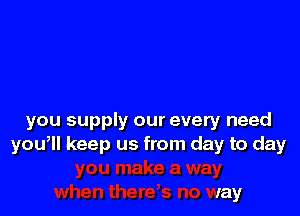 you supply our every need
you'll keep us from day to day
you make a way
when there's no way